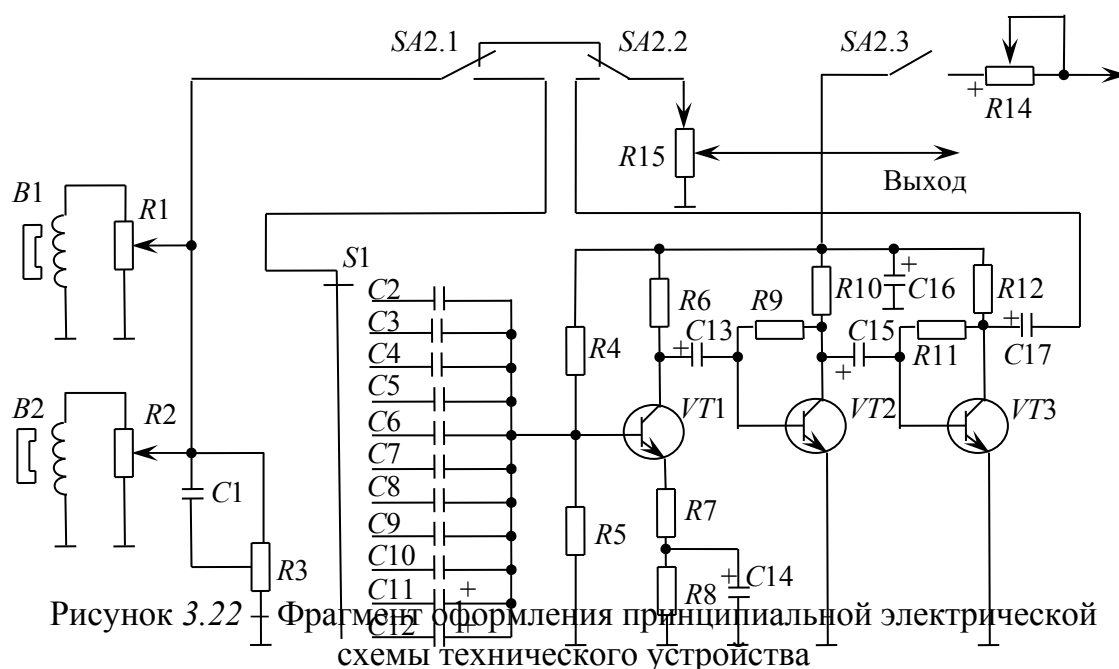 SA2.1 SA2.2 SA2.3
+ R14
R15
Выход
B1 R1
S1
C2
C3
C4
C5
C6
C7
C8
C9
C10
C11 +
C12 +
R4
R5
R6
+ C13
R9
R10
+ C16
R12
C15
+
R11
+ C17
VT1
VT2
VT3
B2 R2
C1
R3
R7
R8
+ C14
Рисунок 3.22 – Фрагмент оформления принципиальной электрической
схемы технического устройства